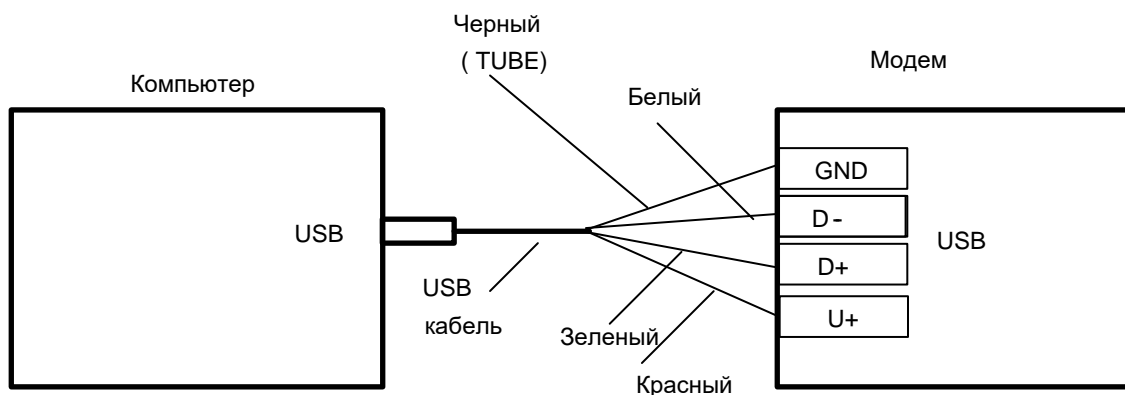 Черный
( TUBE)
Модем
Компьютер
Белый
GND
D -
USB
USB
D+
USB
кабель
U+
Зеленый
Красный